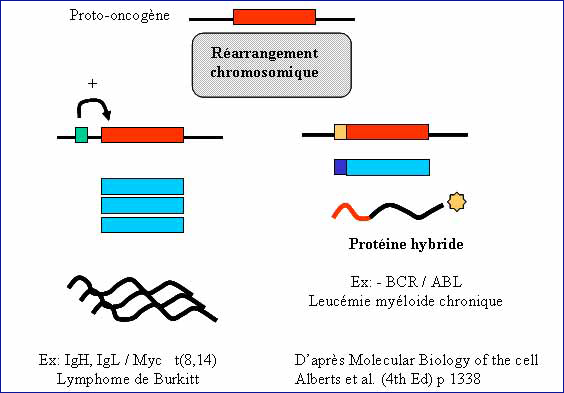 Proto-oncogène
Réarrangement
chromosomique
+
Protéine hybride
Ex: - BCR / ABL
Leucémie myéloide chronique
Ex: IgH, IgL / Myc t(8,14)
Lymphome de Burkitt
D'après Molecular Biology of the cell
Alberts et al. (4th Ed) p 1338